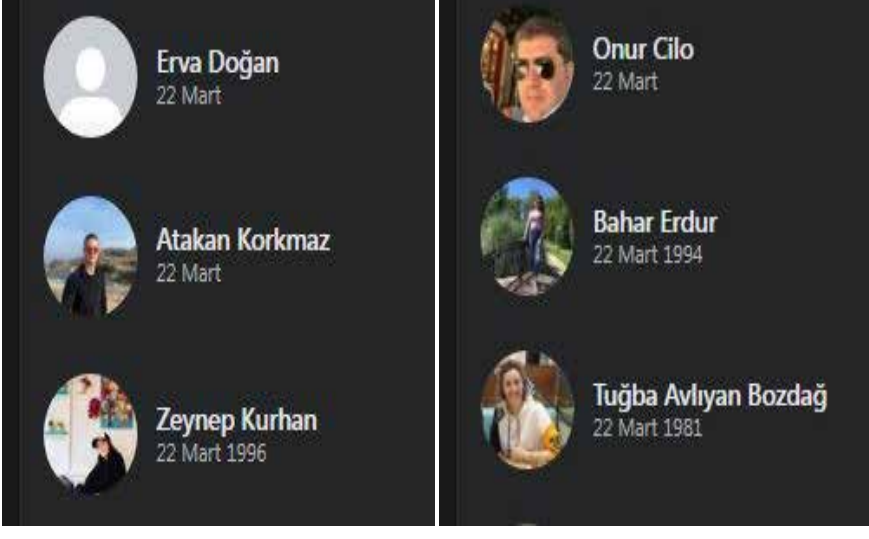 Erva Doğan
22 Mart
Atakan Korkmaz
22 Mart
Zeynep Kurhan
22 Mart 1996
Onur Cilo
22 Mart
Bahar Erdur
22 Mart 1994
Tuğba Avlıyan Bozdağ
22 Mart 1981